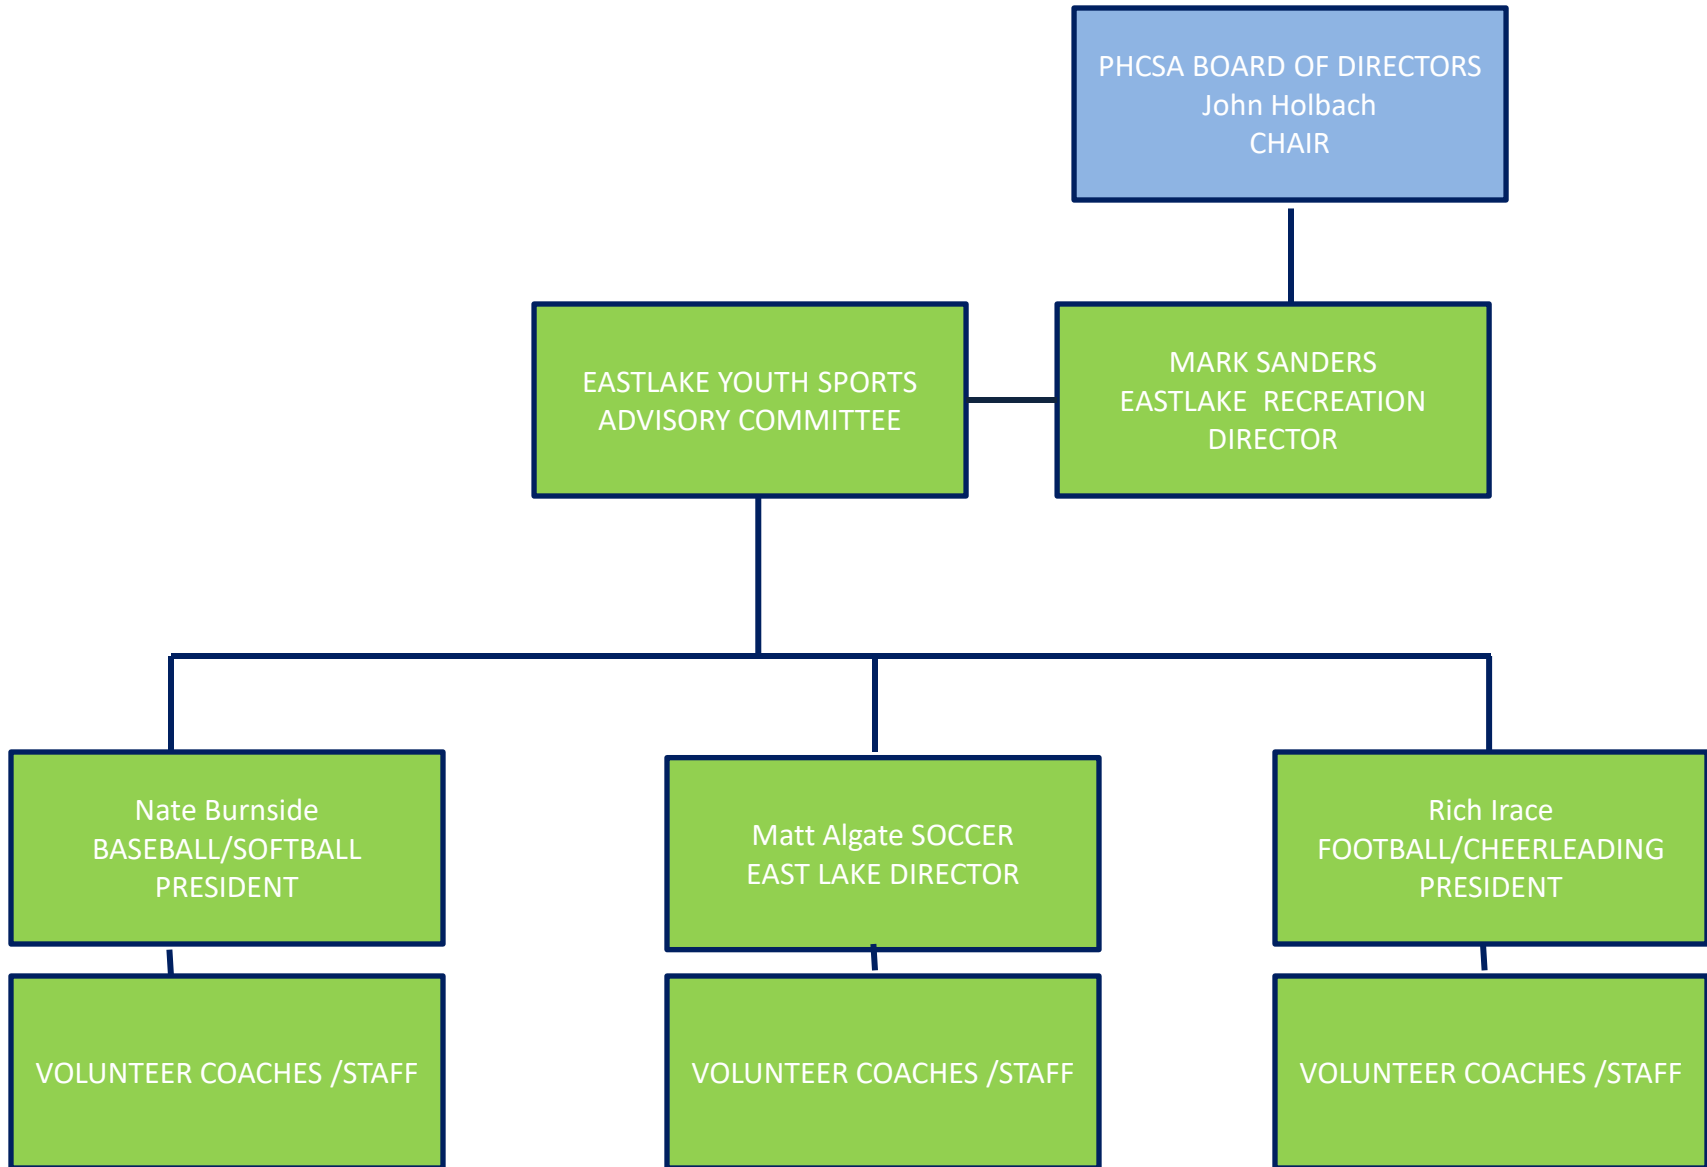 PHCSA BOARD OF DIRECTORS
John Holbach
CHAIR
EASTLAKE YOUTH SPORTS
ADVISORY COMMITTEE
MARK SANDERS
EASTLAKE  RECREATION
DIRECTOR
Nate Burnside
BASEBALL/SOFTBALL
PRESIDENT
Matt Algate SOCCER
EAST LAKE DIRECTOR
Rich Irace
FOOTBALL/CHEERLEADING
PRESIDENT
VOLUNTEER COACHES /STAFF
VOLUNTEER COACHES /STAFF
VOLUNTEER COACHES /STAFF